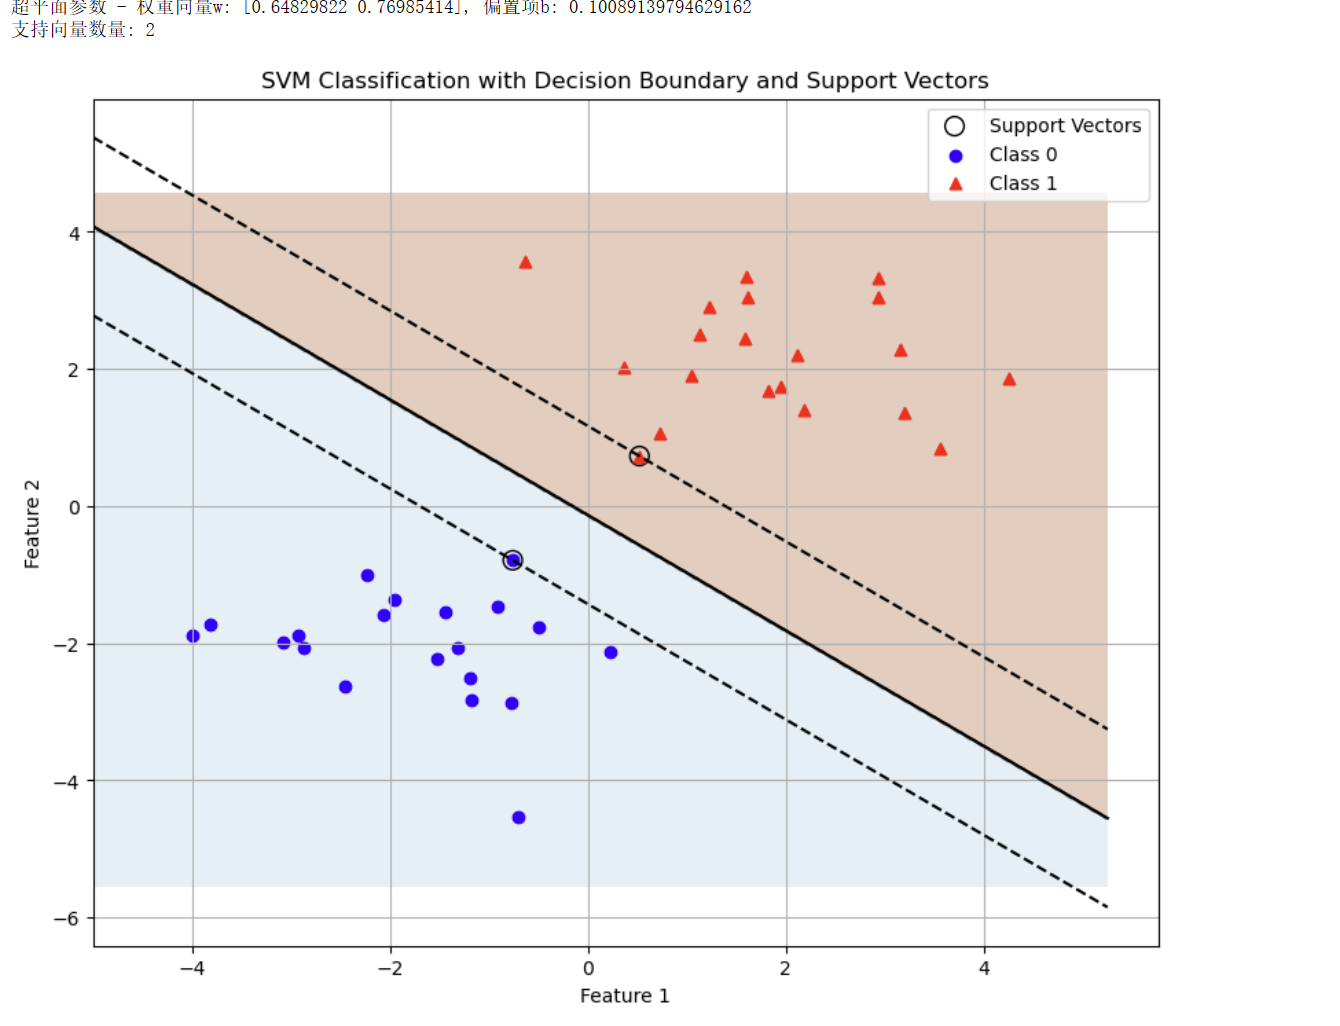 超平面参数 - 权重向量w: [0.64829822 0.76985414], 偏置项b: 0.10089139794629162
支持向量数量: 2
SVM Classification with Decision Boundary and Support Vectors
Support Vectors
Class 0
Class 1
4
2
0
−2
−4
−6
Feature 2
−4
−2
0
2
4
Feature 1